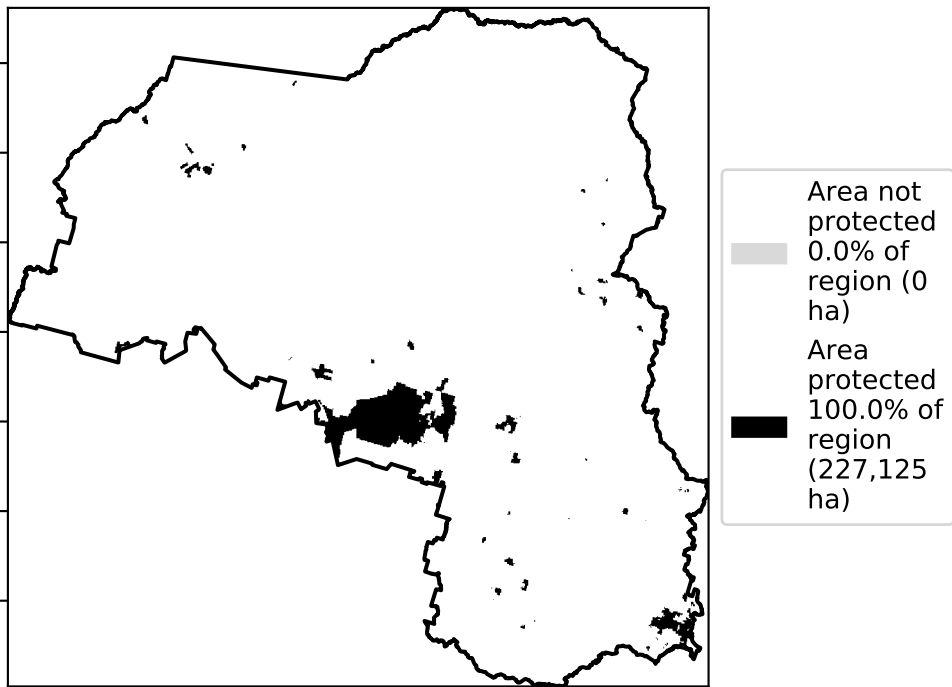 Area not
protected
0.0% of
region (0
ha)
Area
protected
100.0% of
region
(227,125
ha)